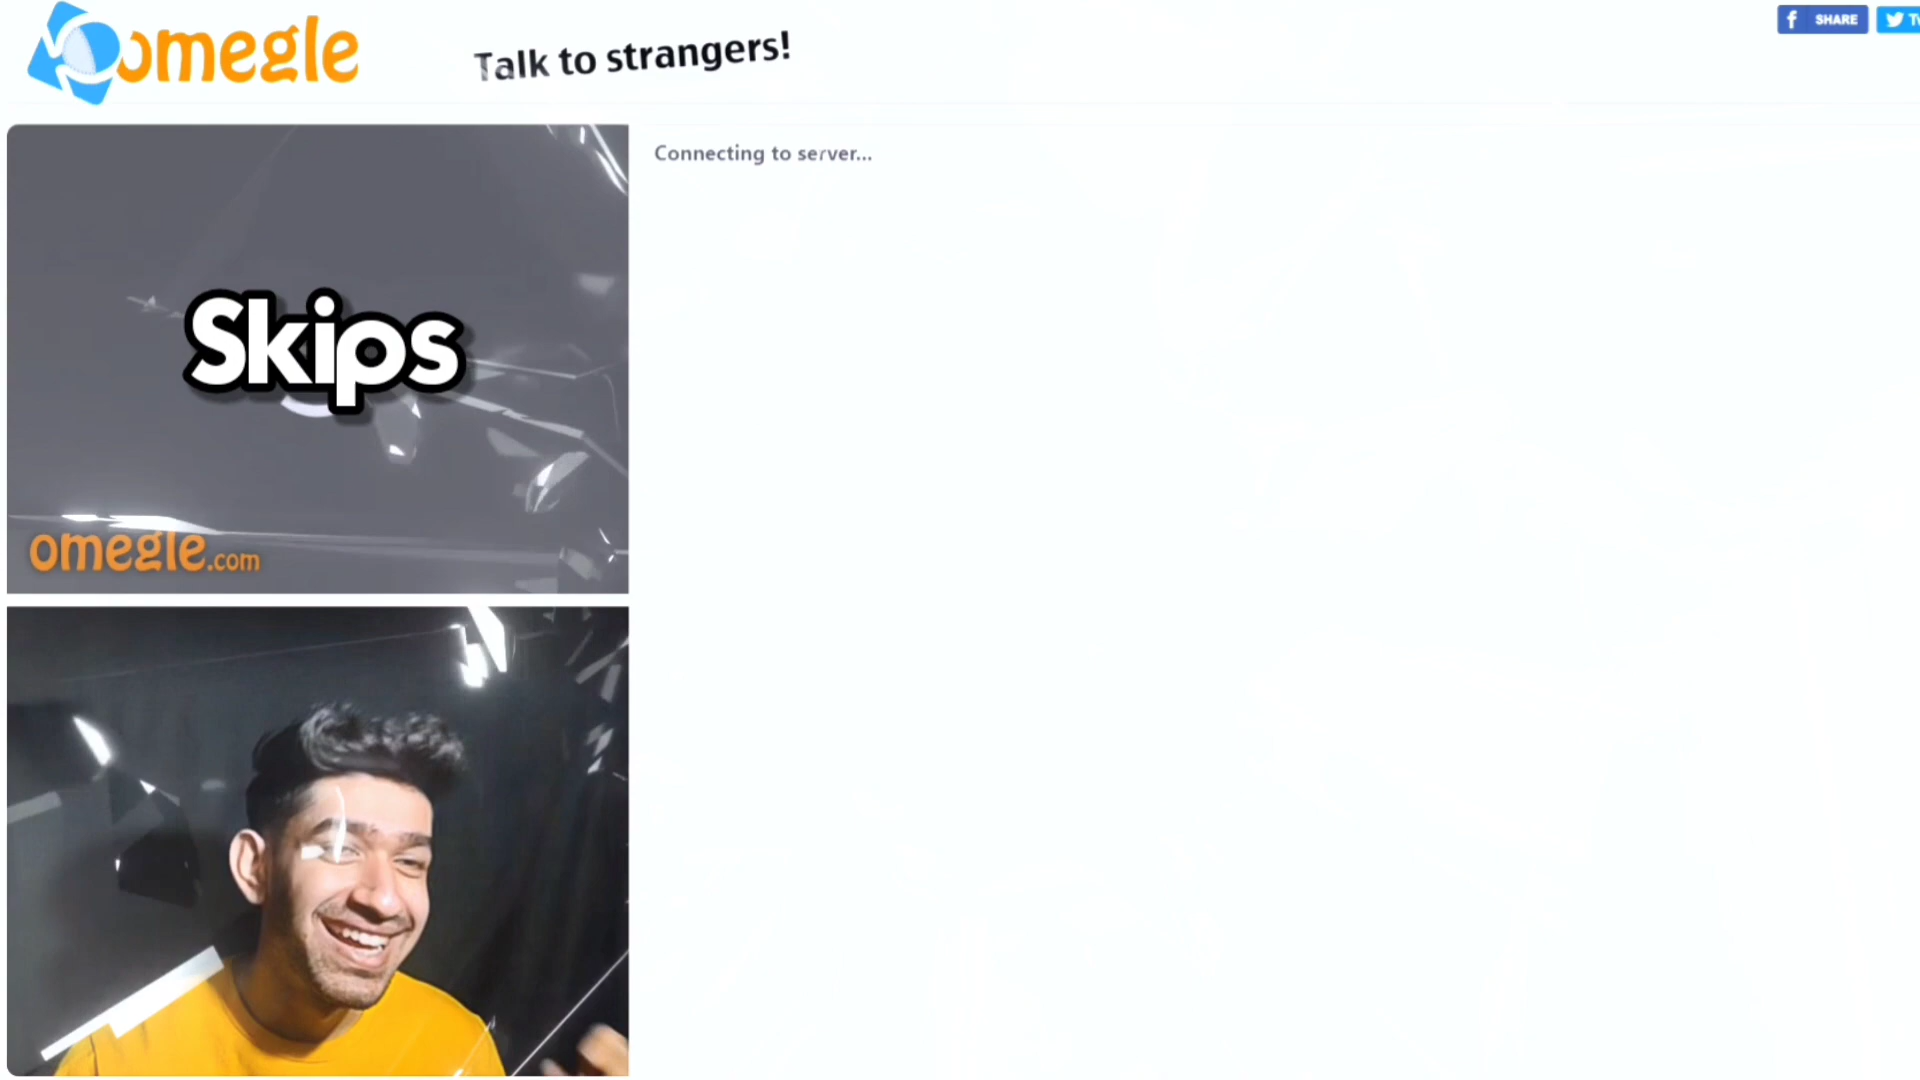 omegle
Talk to strangers!
SHARE
Connecting to server...
Skips
omegle.com